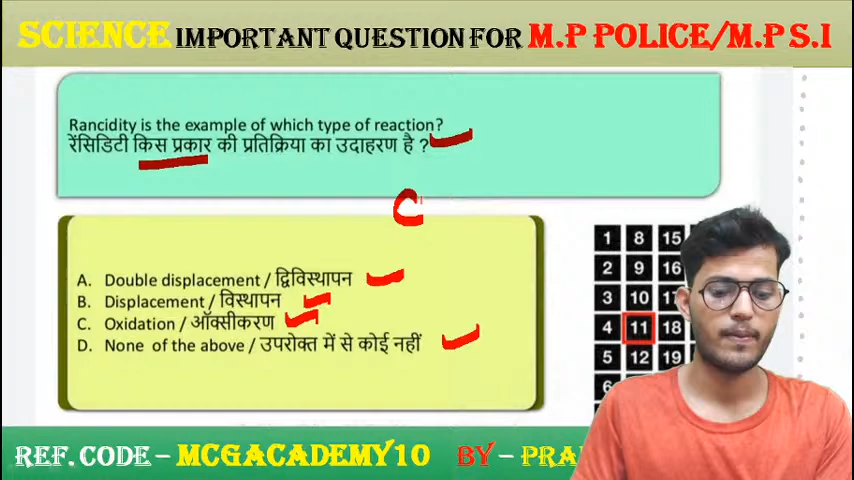 SCIENCE IMPORTANT QUESTION FOR M.P POLICE/M.P S.I
Rancidity is the example of which type of reaction?
रेंसिडिटी किस प्रकार की प्रतिक्रिया का उदाहरण है ?
C
A. Double displacement / द्विविस्थापन
B. Displacement / विस्थापन
C. Oxidation / ऑक्सीकरण
D. None of the above / उपरोक्त में से कोई नहीं
1 8 15
2 9 16
3 10
4 11 18
5 12 19
6
REF. CODE – MCGACADEMY10 BY –